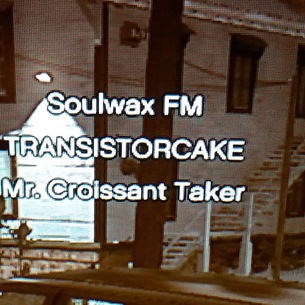 Soulwax FM
TRANSISTORCAKE
Mr. Croissant Taker